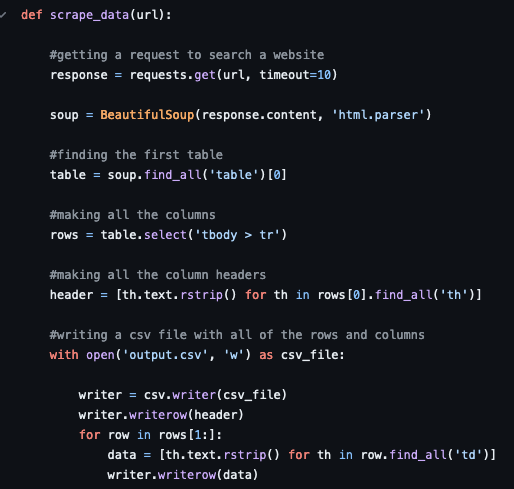 def scrape_data(url):
#getting a request to search a website
response = requests.get(url, timeout=10)
soup = BeautifulSoup(response.content, 'html.parser')
#finding the first table
table = soup.find_all('table')[0]
#making all the columns
rows = table.select('tbody > tr')
#making all the column headers
header = [th.text.rstrip() for th in rows[0].find_all('th')]
#writing a csv file with all of the rows and columns
with open('output.csv', 'w') as csv_file:
writer = csv.writer(csv_file)
writer.writerow(header)
for row in rows[1:]:
data = [th.text.rstrip() for th in row.find_all('td')]
writer.writerow(data)